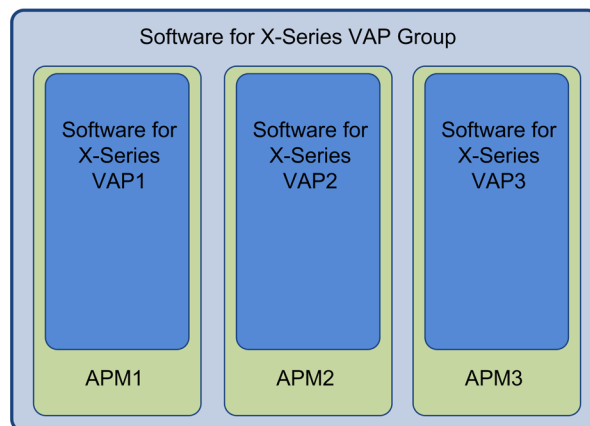 Software for X-Series VAP Group
Software for
X-Series
VAP1
Software for
X-Series
VAP2
Software for
X-Series
VAP3
APM1
APM2
APM3